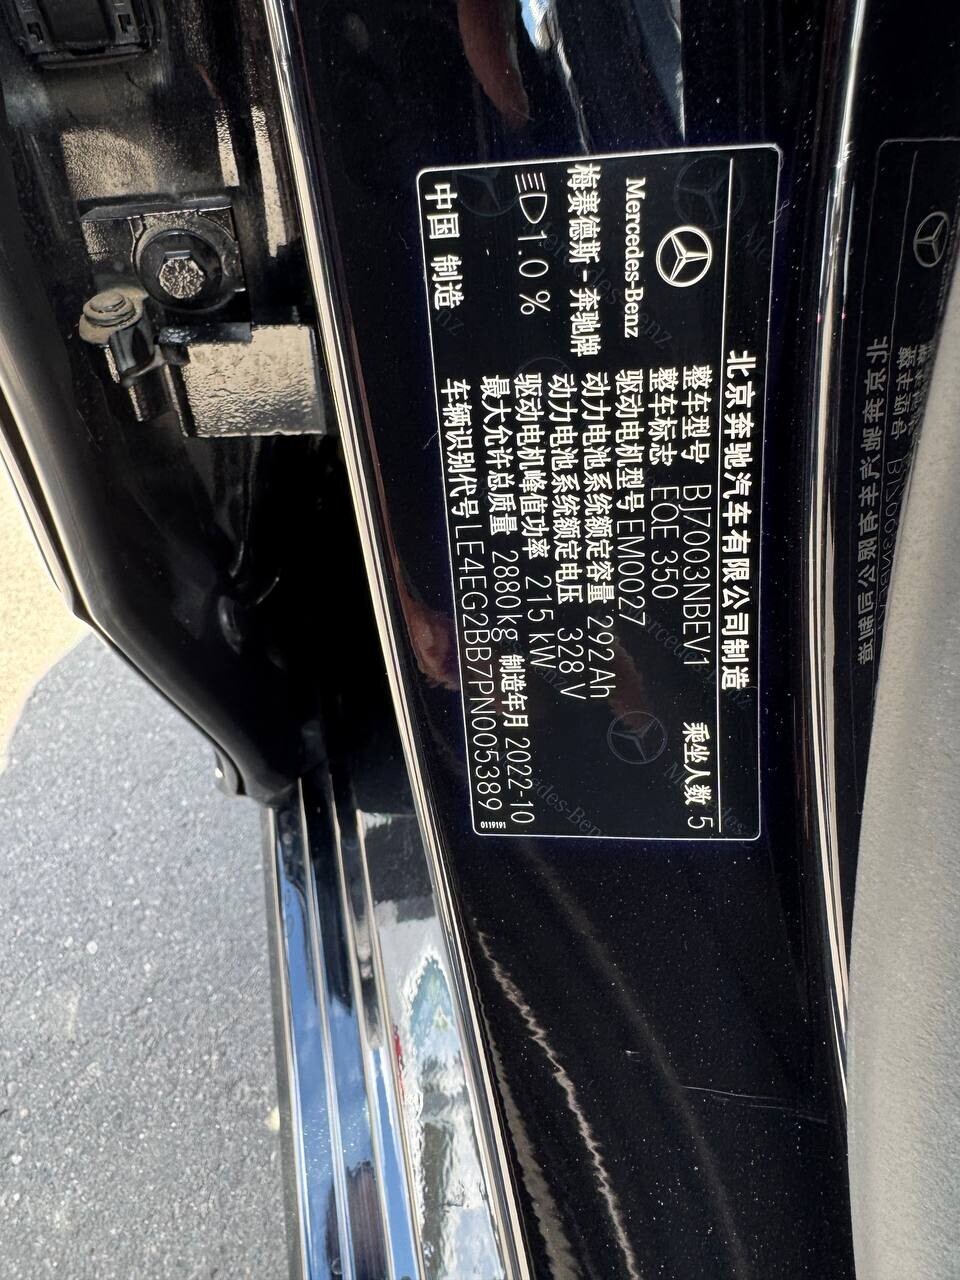 北京奔驰汽车有限公司制造
Mercedes-Benz
梅赛德斯-奔驰牌
1.0 %
中国 制造
整车型号 BJ7003NBEV1 乘坐人数 5
整车标志 EQE 350
驱动电机型号 EM0027
动力电池系统额定容量 292Ah
动力电池系统额定电压 328 V
驱动电机峰值功率 215 kW
最大允许总质量 2880kg 制造年月 2022-10
车辆识别代号 LE4EG2BB7PN005389
0119191